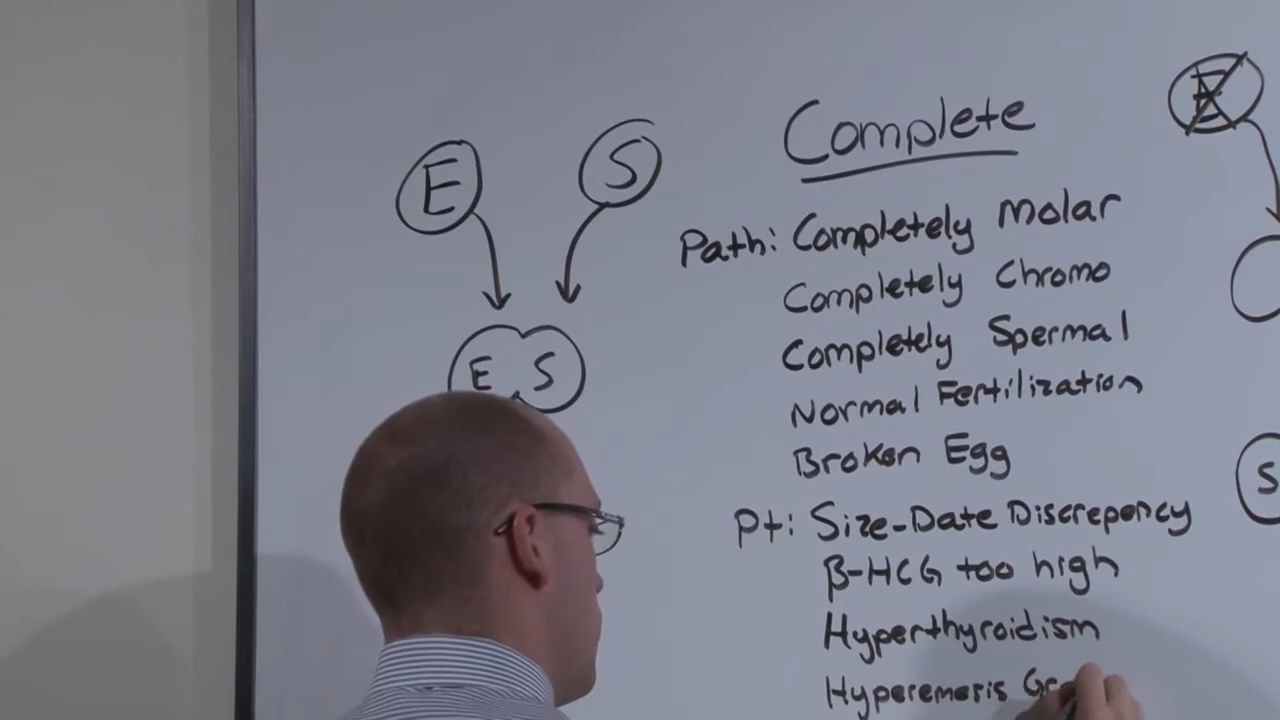 E
S
E S
Complete
Path: Completely Molar
Completely Chromo
Completely Spermal
Normal Fertilization
Broken Egg
Pt: Size-Date Discrepency
β-HCG too high
Hyperthyroidism
Hyperemesis
E
S